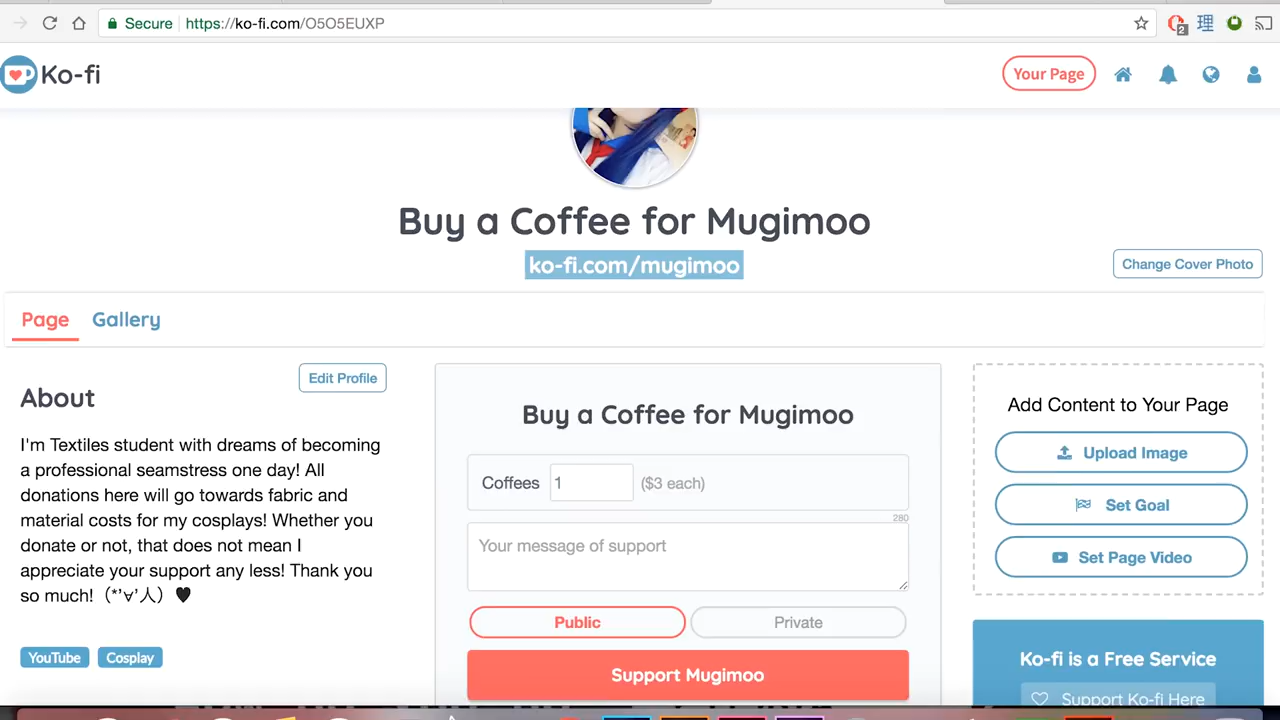 Secure https://ko-fi.com/O5O5EUXP
2
理
Ko-fi
Your Page
Buy a Coffee for Mugimoo
ko-fi.com/mugimoo
Change Cover Photo
Page Gallery
Edit Profile
About
I'm Textiles student with dreams of becoming
a professional seamstress one day! All
donations here will go towards fabric and
material costs for my cosplays! Whether you
donate or not, that does not mean I
appreciate your support any less! Thank you
so much! (*’∀’人) ♥
YouTube Cosplay
Buy a Coffee for Mugimoo
Coffees 1 ($3 each)
280
Your message of support
Public Private
Support Mugimoo
Add Content to Your Page
Upload Image
Set Goal
Set Page Video
Ko-fi is a Free Service
Support Ko-fi Here